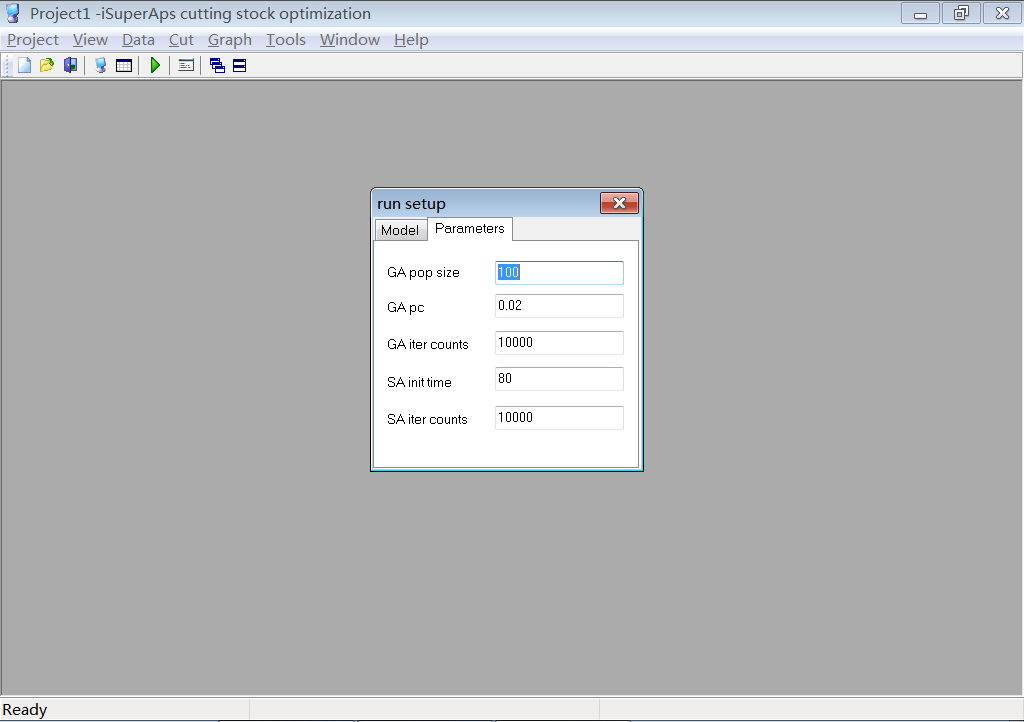 Project1 -iSuperAps cutting stock optimization
Project View Data Cut Graph Tools Window Help
run setup
Model Parameters
GA pop size 100
GA pc 0.02
GA iter counts 10000
SA init time 80
SA iter counts 10000
Ready